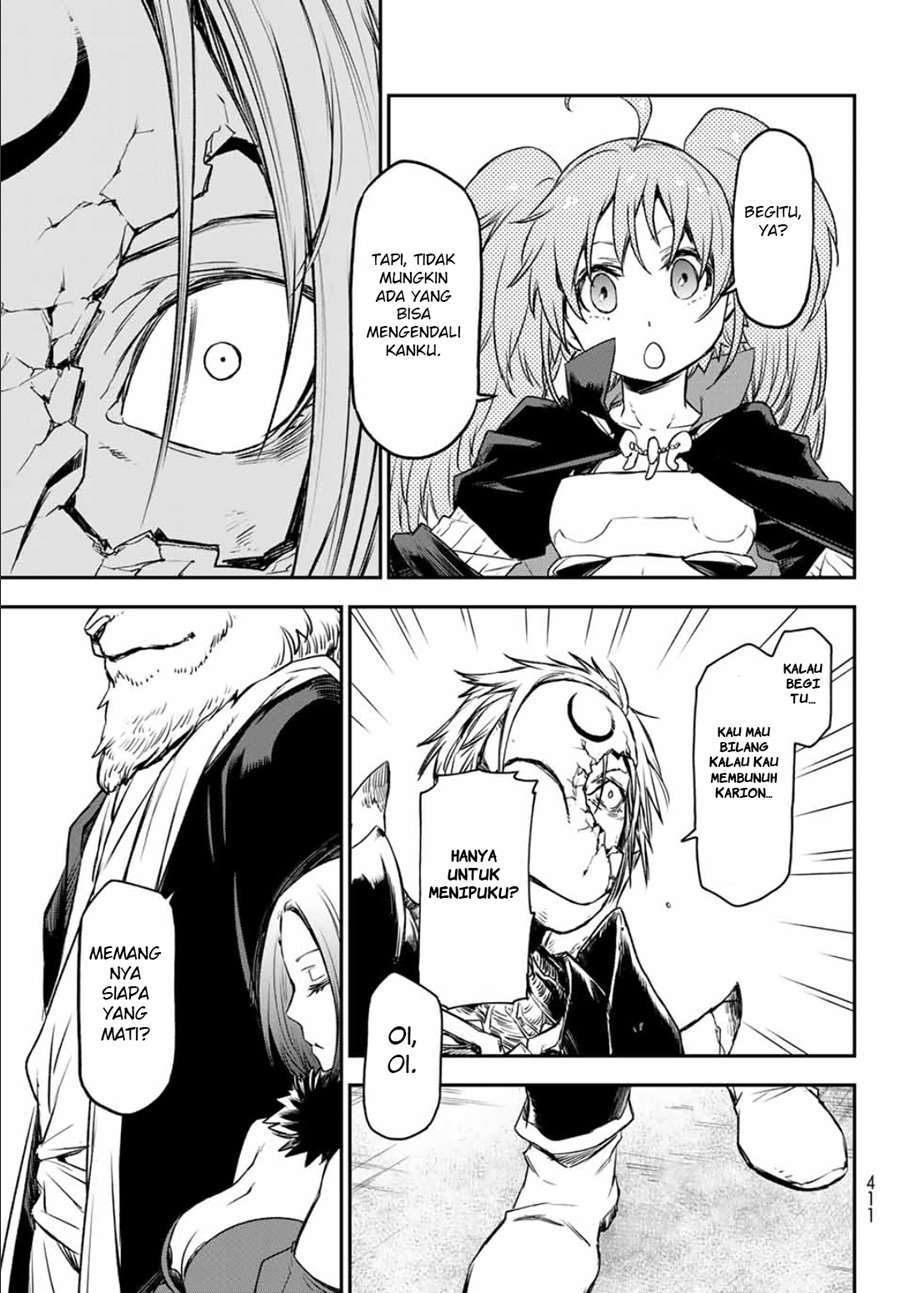 BEGITU,
YA?
TAPI, TIDAK
MUNGKIN
ADA YANG
BISA
MENGENDALI
KANKU.
KALAU
BEGI
TU...
KAU MAU
BILANG
KALAU KAU
MEMBUNUH
KARION...
HANYA
UNTUK
MENIPUKU?
OI,
OI.
MEMANG
NYA
SIAPA
YANG
MATI?
411